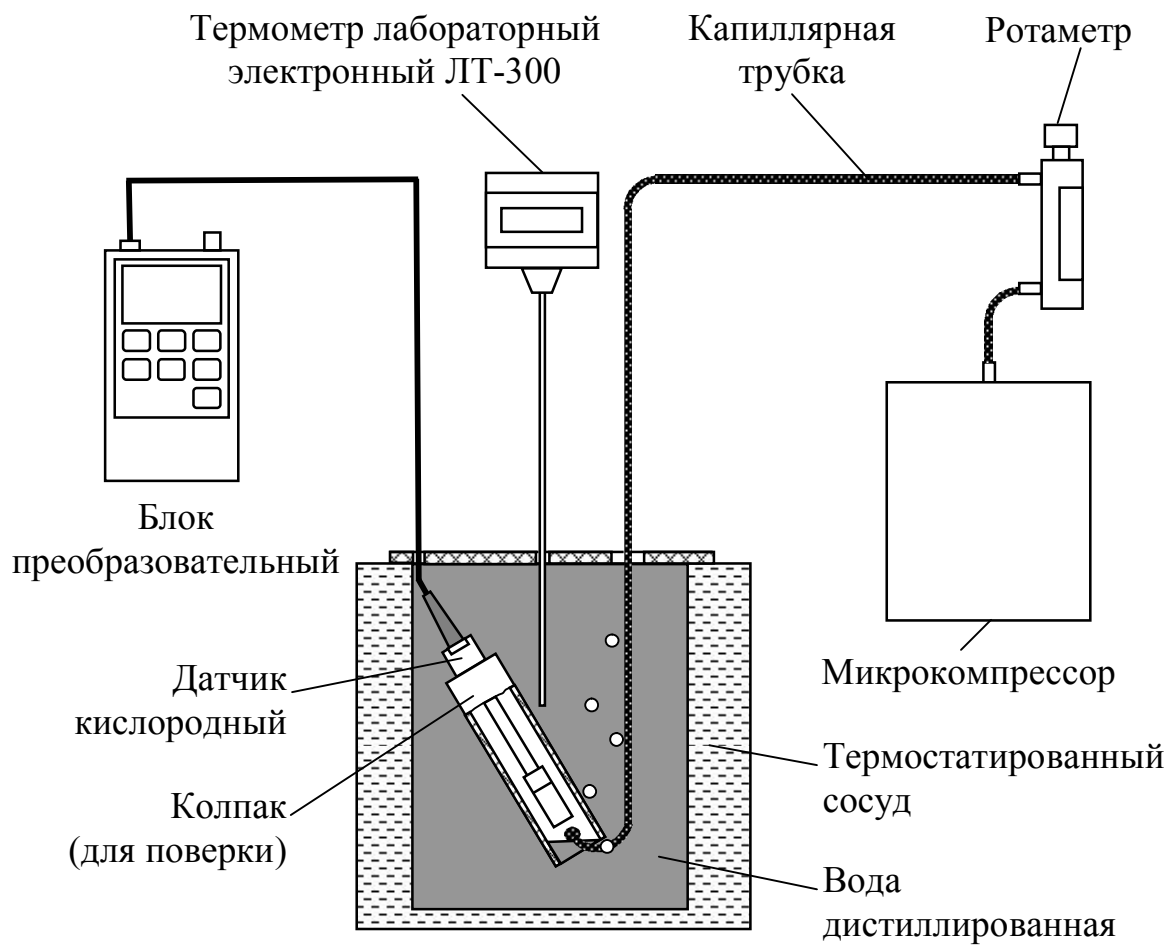 Термометр лабораторный
электронный ЛТ-300
Капиллярная
трубка
Ротаметр
Блок
преобразовательный
Микрокомпрессор
Датчик
кислородный
Термостатированный
сосуд
Колпак
(для поверки)
Вода
дистиллированная